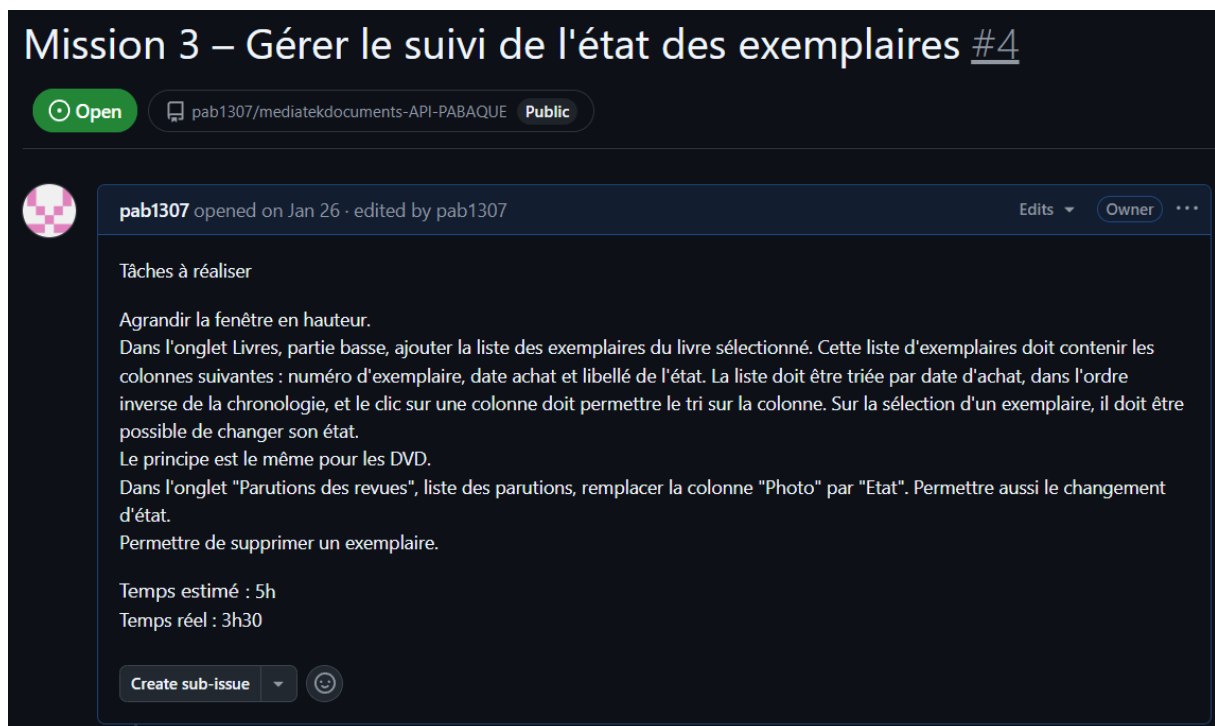 Mission 3 – Gérer le suivi de l'état des exemplaires #4
Open pab1307/mediatekdocuments-API-PABAQUE Public
pab1307 opened on Jan 26 · edited by pab1307 Edits Owner
Tâches à réaliser
Agrandir la fenêtre en hauteur.
Dans l'onglet Livres, partie basse, ajouter la liste des exemplaires du livre sélectionné. Cette liste d'exemplaires doit contenir les
colonnes suivantes : numéro d'exemplaire, date achat et libellé de l'état. La liste doit être triée par date d'achat, dans l'ordre
inverse de la chronologie, et le clic sur une colonne doit permettre le tri sur la colonne. Sur la sélection d'un exemplaire, il doit être
possible de changer son état.
Le principe est le même pour les DVD.
Dans l'onglet "Parutions des revues", liste des parutions, remplacer la colonne "Photo" par "Etat". Permettre aussi le changement
d'état.
Permettre de supprimer un exemplaire.
Temps estimé : 5h
Temps réel : 3h30
Create sub-issue